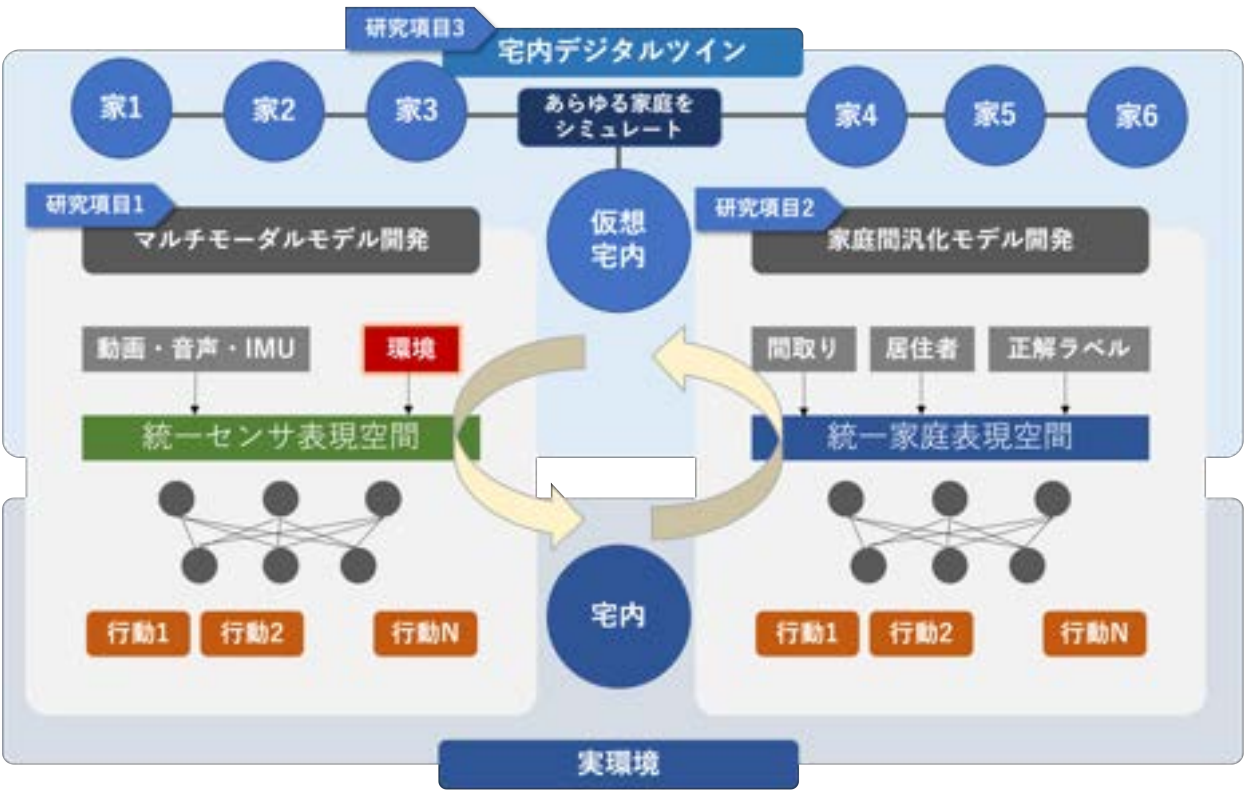 研究項目3
宅内デジタルツイン
家1
家2
家3
あらゆる家庭を
シミュレート
家4
家5
家6
研究項目1
マルチモーダルモデル開発
仮想
宅内
研究項目2
家庭間汎化モデル開発
動画・音声・IMU
環境
間取り
居住者
正解ラベル
統一センサ表現空間
統一家庭表現空間
行動1
行動2
行動N
宅内
行動1
行動2
行動N
実環境